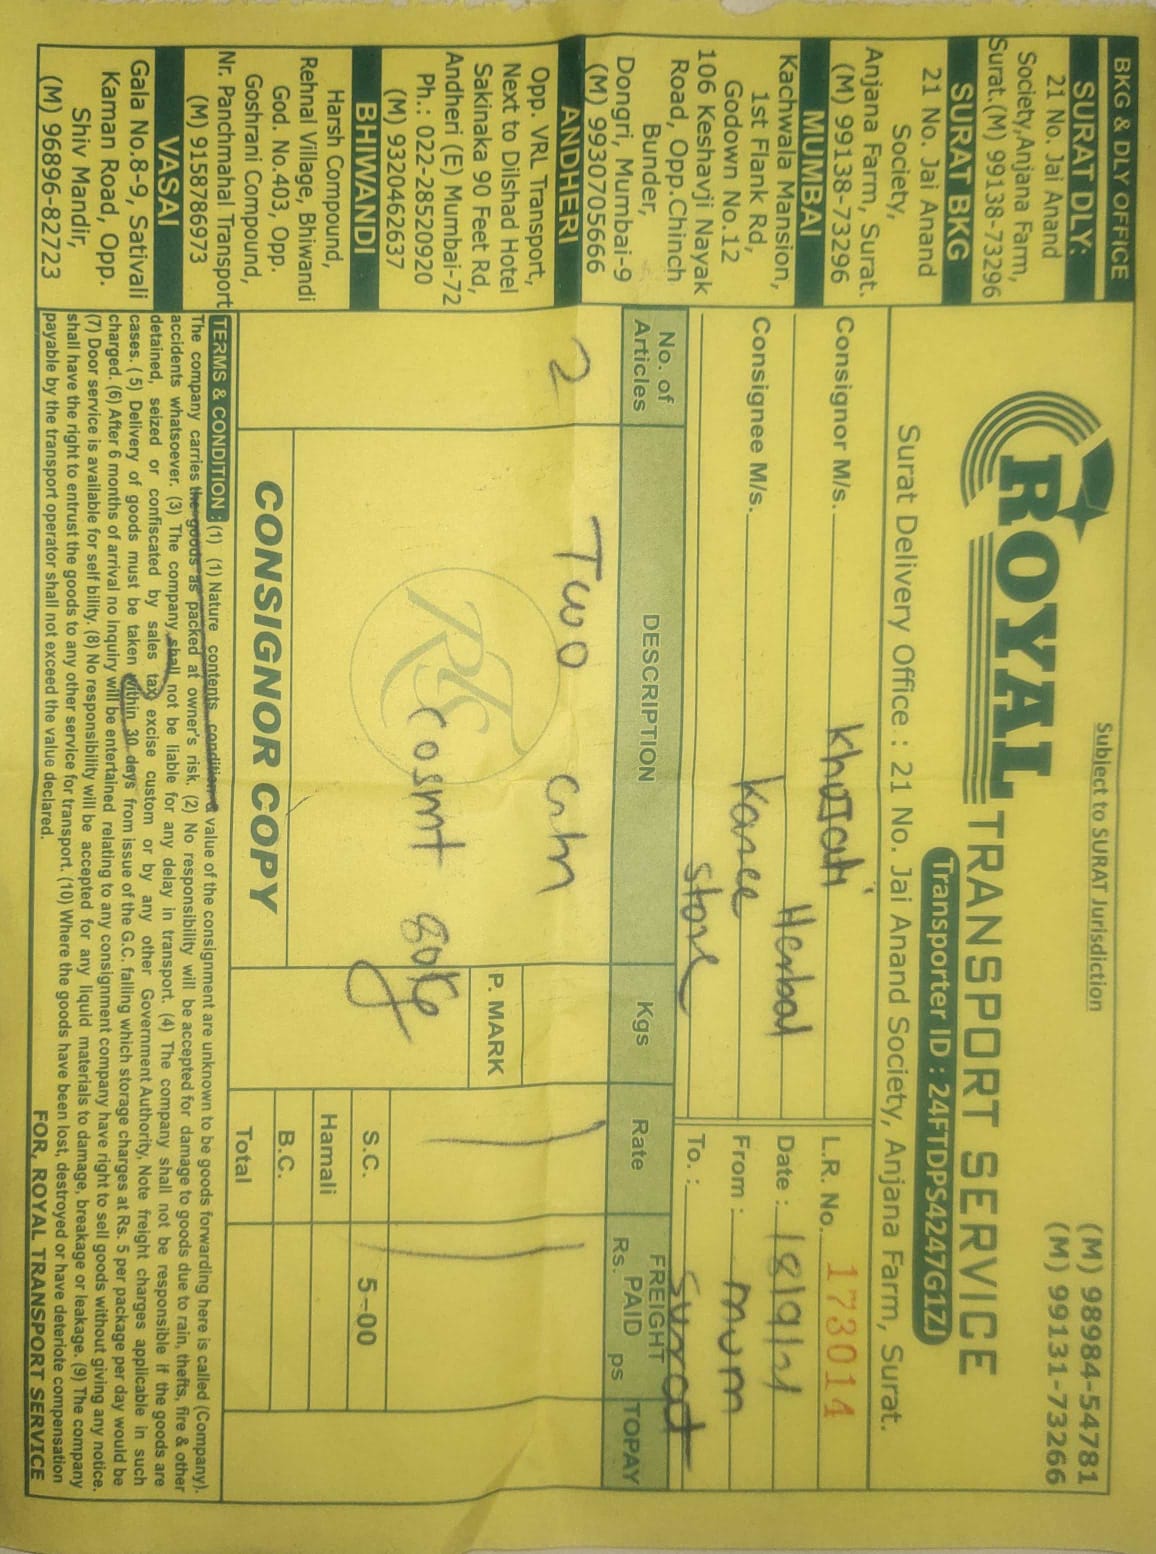 BKG & DLY OFFICE
SURAT DLY:
21 No. Jai Anand
Society,Anjana Farm,
Surat.(M) 99138-73296
SURAT BKG
21 No. Jai Anand
Society,
Anjana Farm, Surat.
(M) 99138-73296
MUMBAI
Kachwala Mansion,
1st Flank Rd,
Godown No.12
106 Keshavji Nayak
Road, Opp.Chinch
Bunder,
Dongri, Mumbai-9
(M) 9930705666
ANDHERI
Opp. VRL Transport,
Next to Dilshad Hotel
Sakinaka 90 Feet Rd,
Andheri (E) Mumbai-72
Ph.: 022-28520920
(M) 9320462637
BHIWANDI
Harsh Compound,
Rehnal Village, Bhiwandi
God. No.403, Opp.
Goshrani Compound,
Nr. Panchmahal Transport
(M) 9158786973
VASAI
Gala No.8-9, Sativali
Kaman Road, Opp.
Shiv Mandir,
(M) 96896-82723
Subject to SURAT Jurisdiction
(M) 98984-54781
(M) 99131-73266
ROYAL TRANSPORT SERVICE
Transporter ID : 24FTDPS4247G1ZJ
Surat Delivery Office : 21 No. Jai Anand Society, Anjana Farm, Surat.
Consignor M/s. Khojati Herbal
L.R. No. 173014
Date : 18/9/21
Consignee M/s. Kanee Store
From : mum
To. : Surat
No. of Articles DESCRIPTION Kgs Rate FREIGHT Rs. PAID ps TOPAY
2 Two ctn
cosmt
P. MARK
RS
S.C. 5-00
Hamali
B.C.
Total
CONSIGNOR COPY
TERMS & CONDITION : (1) (1) Nature contents condition & value of the consignment are unknown to be goods forwarding here is called (Company).
The company carries the goods as packed at owner's risk. (2) No responsibility will be accepted for damage to goods due to rain, thefts, fire & other
accidents whatsoever. (3) The company shall not be liable for any delay in transport. (4) The company shall not be responsible if the goods are
detained, seized or confiscated by sales tax excise custom or by any other Government Authority, Note freight charges applicable in such
cases. (5) Delivery of goods must be taken within 30 days from issue of the G.C. falling which storage charges at Rs. 5 per package per day would be
charged. (6) After 6 months of arrival no inquiry will be entertained relating to any consignment company have right to sell goods without giving any notice.
(7) Door service is available for self bility. (8) No responsibility will be accepted for any liquid materials to damage, breakage or leakage. (9) The company
shall have the right to entrust the goods to any other service for transport. (10) Where the goods have been lost, destroyed or have deteriote compensation
payable by the transport operator shall not exceed the value declared.
FOR, ROYAL TRANSPORT SERVICE